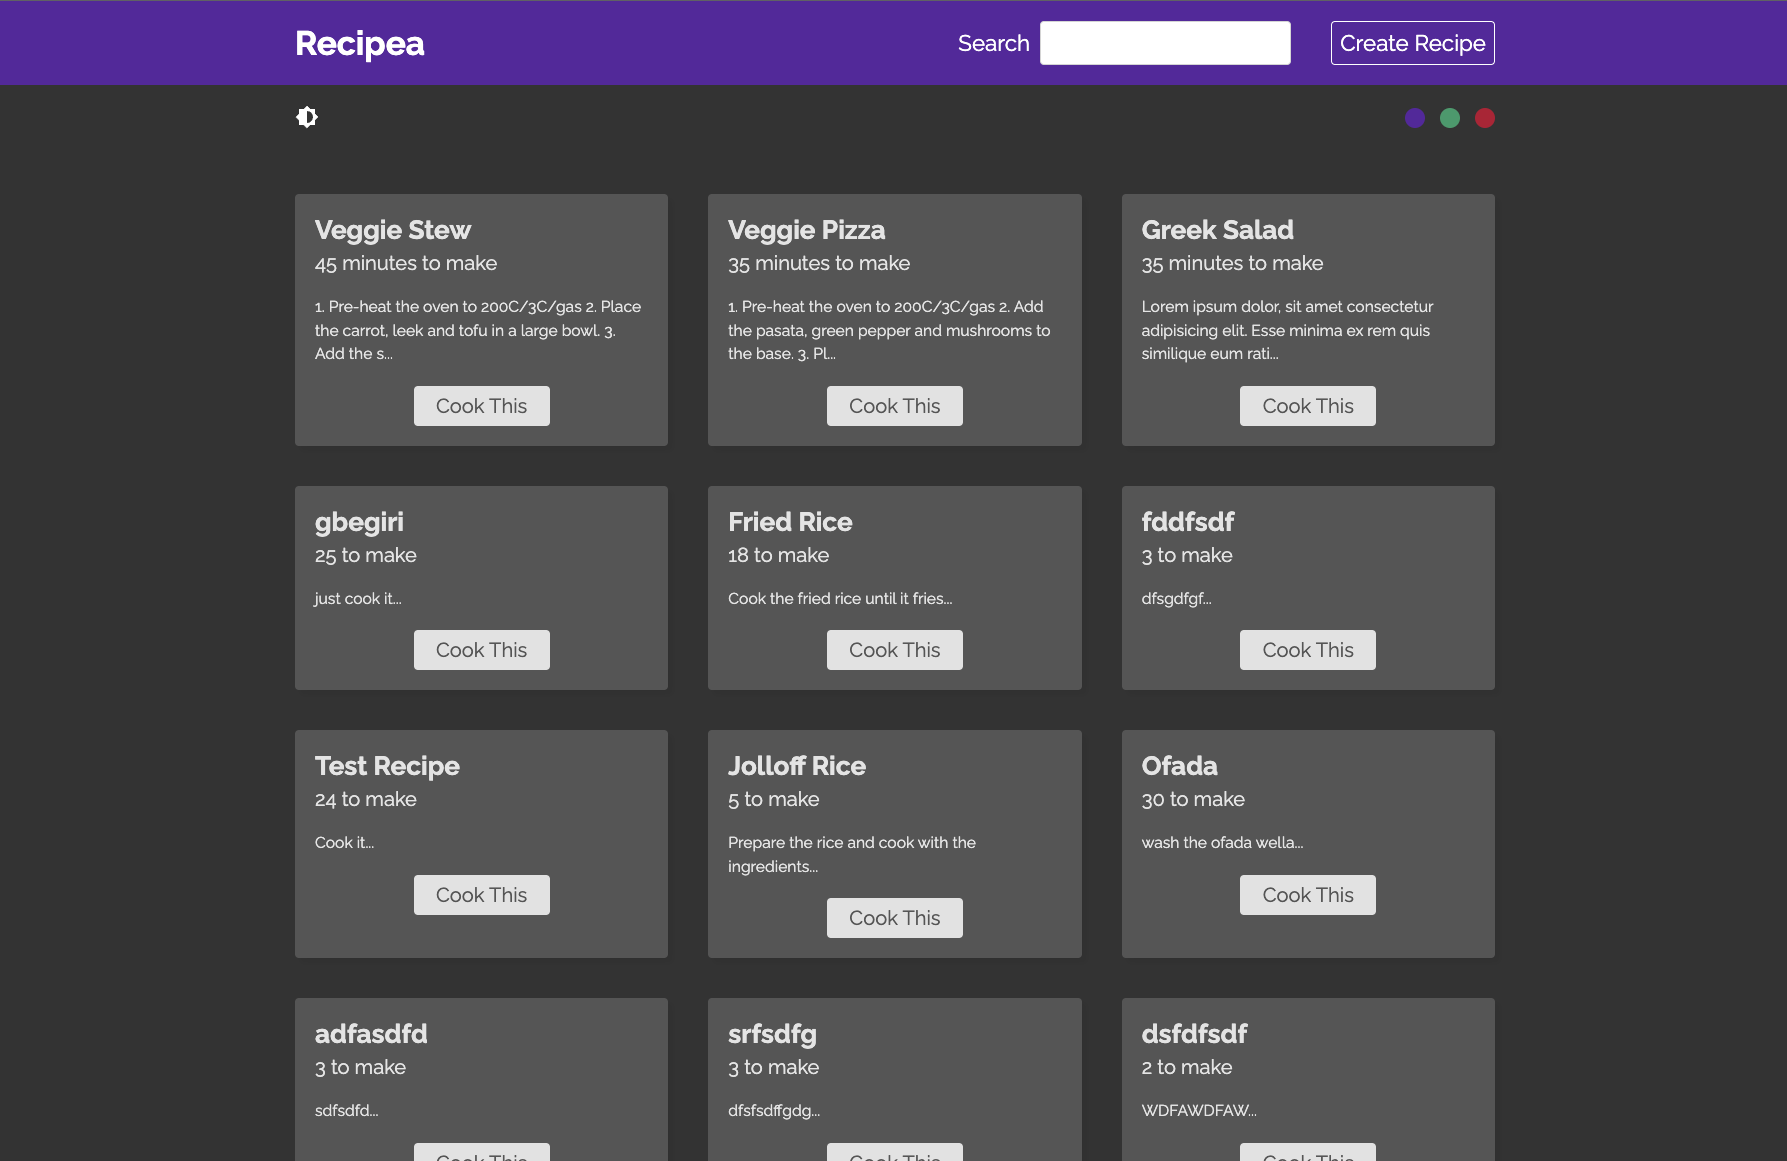 Recipea
Search
Create Recipe
Veggie Stew
45 minutes to make
1. Pre-heat the oven to 200C/3C/gas 2. Place
the carrot, leek and tofu in a large bowl. 3.
Add the s...
Cook This
Veggie Pizza
35 minutes to make
1. Pre-heat the oven to 200C/3C/gas 2. Add
the pasata, green pepper and mushrooms to
the base. 3. Pl...
Cook This
Greek Salad
35 minutes to make
Lorem ipsum dolor, sit amet consectetur
adipisicing elit. Esse minima ex rem quis
similique eum rati...
Cook This
gbegiri
25 to make
just cook it...
Cook This
Fried Rice
18 to make
Cook the fried rice until it fries...
Cook This
fddfsdf
3 to make
dfsgdfgf...
Cook This
Test Recipe
24 to make
Cook it...
Cook This
Jolloff Rice
5 to make
Prepare the rice and cook with the
ingredients...
Cook This
Ofada
30 to make
wash the ofada wella...
Cook This
adfasdfd
3 to make
sdfsdfd...
Cook This
srfsdfg
3 to make
dfsfsdffgdg...
Cook This
dsfdfsdf
2 to make
WDFAWDFAW...
Cook This